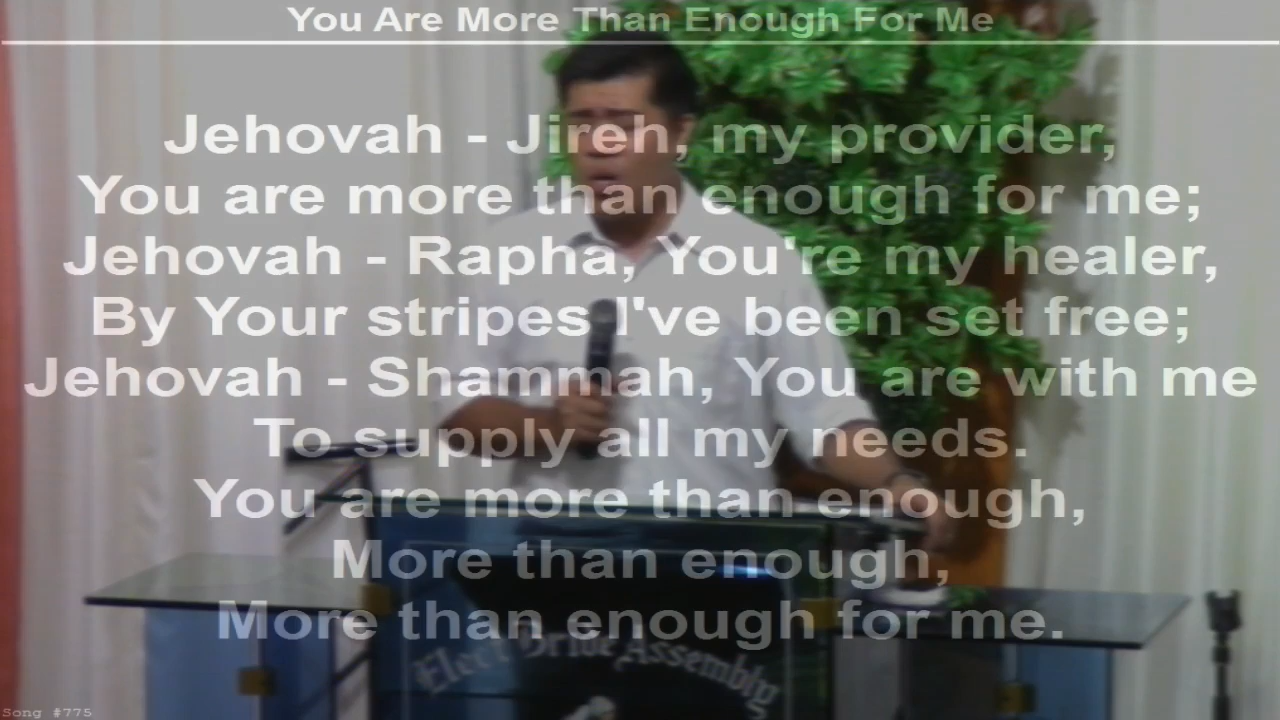 You Are More Than Enough For Me
Jehovah - Jireh, my provider,
You are more than enough for me;
Jehovah - Rapha, You're my healer,
By Your stripes I've been set free;
Jehovah - Shammah, You are with me
To supply all my needs.
You are more than enough,
More than enough,
More than enough for me.
Elect Bride Assembly
Song #775